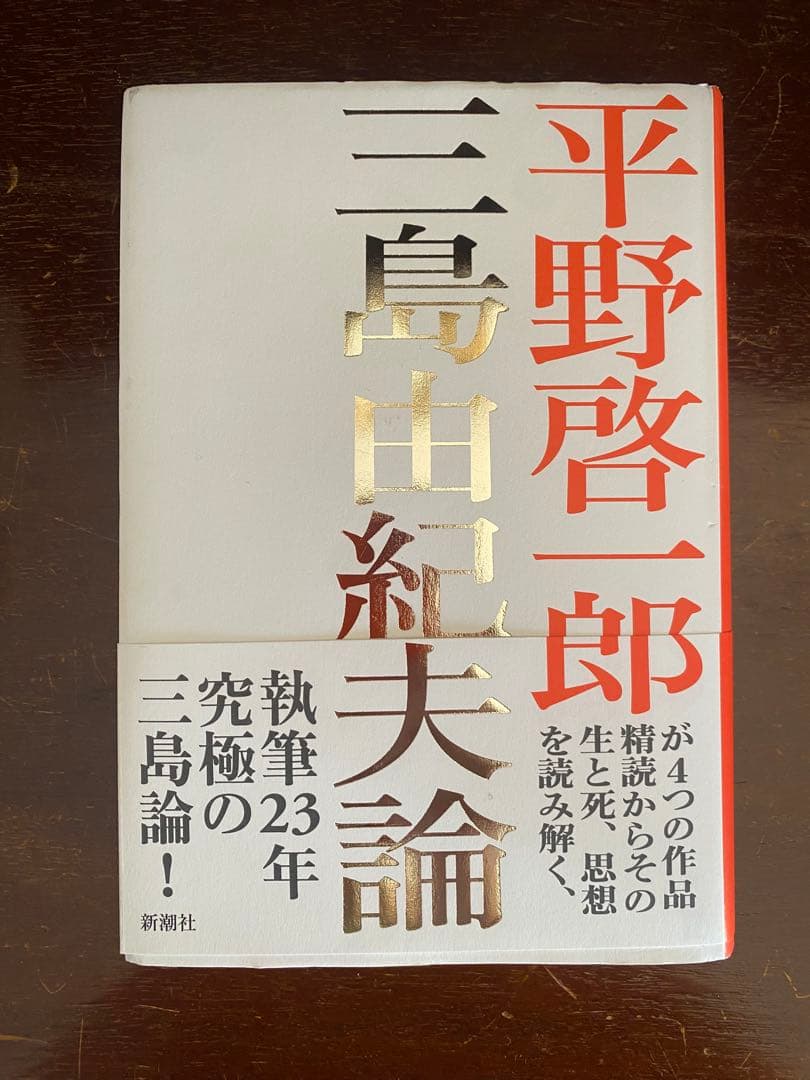 平野啓一郎
三島由紀夫論
が4つの作品
精読からその
生と死、思想
を読み解く、
執筆23年
究極の
三島論!
新潮社